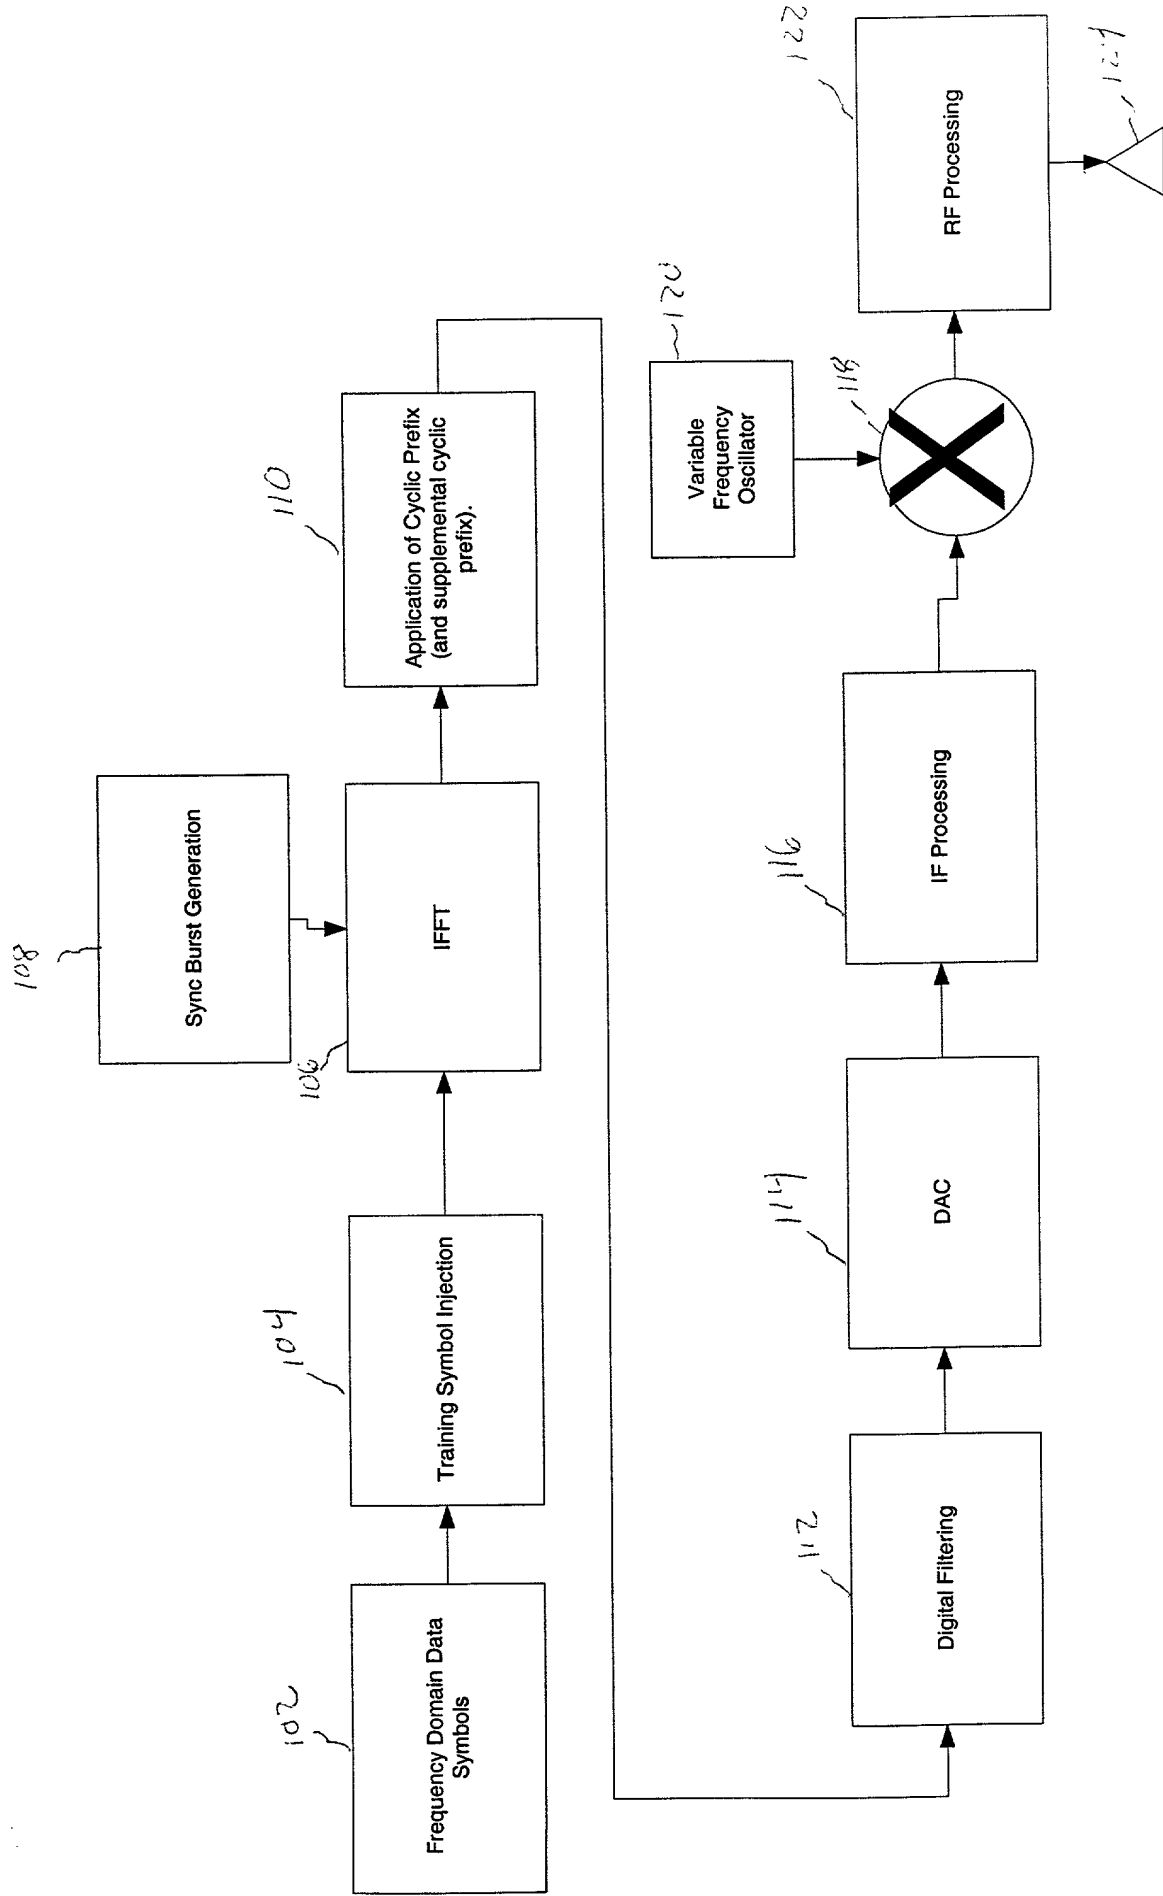 108
Sync Burst Generation
102
Frequency Domain Data
Symbols
104
Training Symbol Injection
106
IFFT
110
Application of Cyclic Prefix
(and supplemental cyclic
prefix).
112
Digital Filtering
114
DAC
116
IF Processing
118
120
Variable
Frequency
Oscillator
122
RF Processing
124